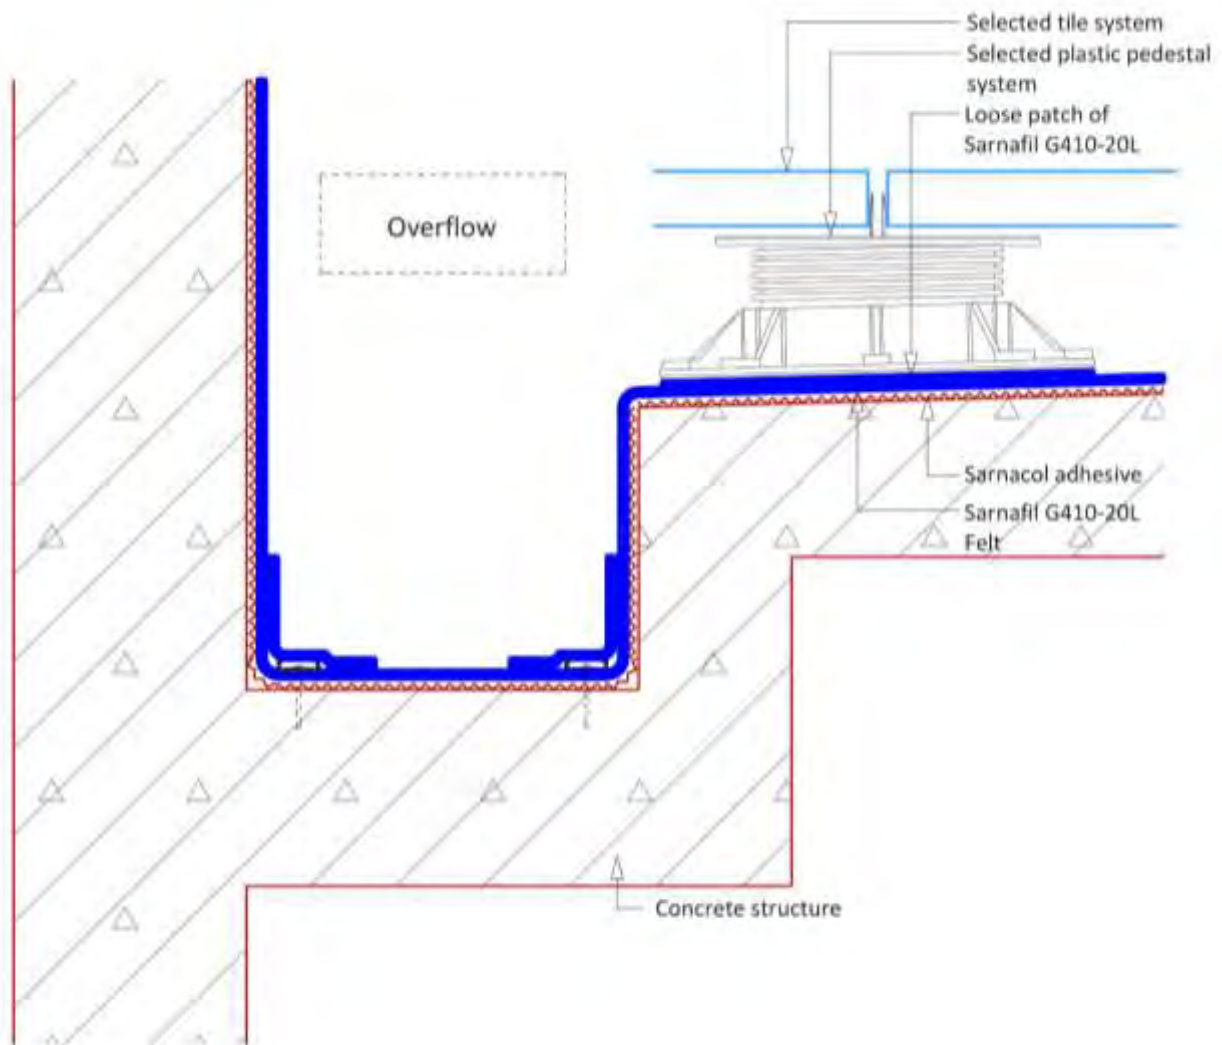 Selected tile system
Selected plastic pedestal
system
Loose patch of
Sarnafil G410-20L
Overflow
Sarnacol adhesive
Sarnafil G410-20L
Felt
Concrete structure